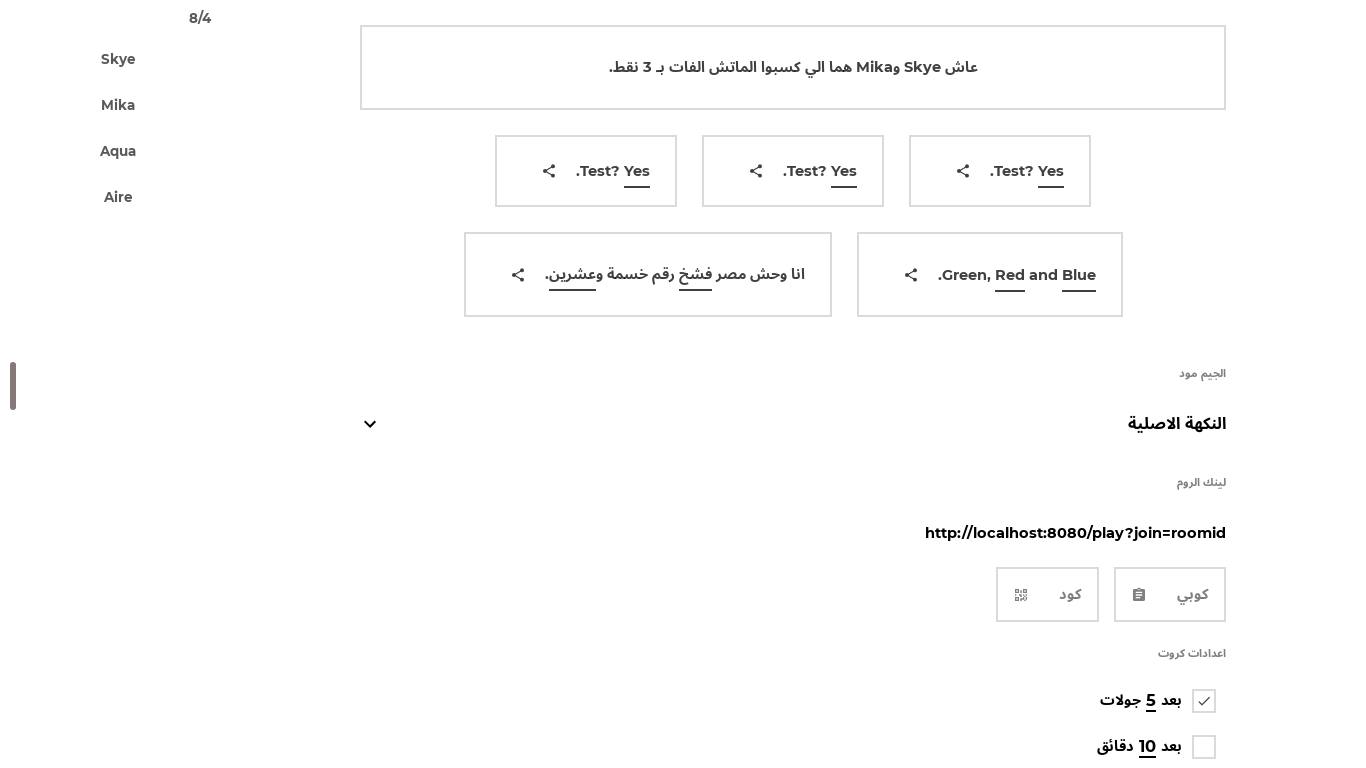 8/4
Skye
Mika
Aqua
Aire
عاش Skye وMika هما الي كسبوا الماتش الفات بـ 3 نقط.
Test? Yes.
Test? Yes.
Test? Yes.
Green, Red and Blue.
انا وحش مصر فشخ رقم خمسة وعشرين.
الجيم مود
النكهة الاصلية
لينك الروم
http://localhost:8080/play?join=roomid
كوبي
كود
اعدادات كروت
بعد 5 جولات
بعد 10 دقائق